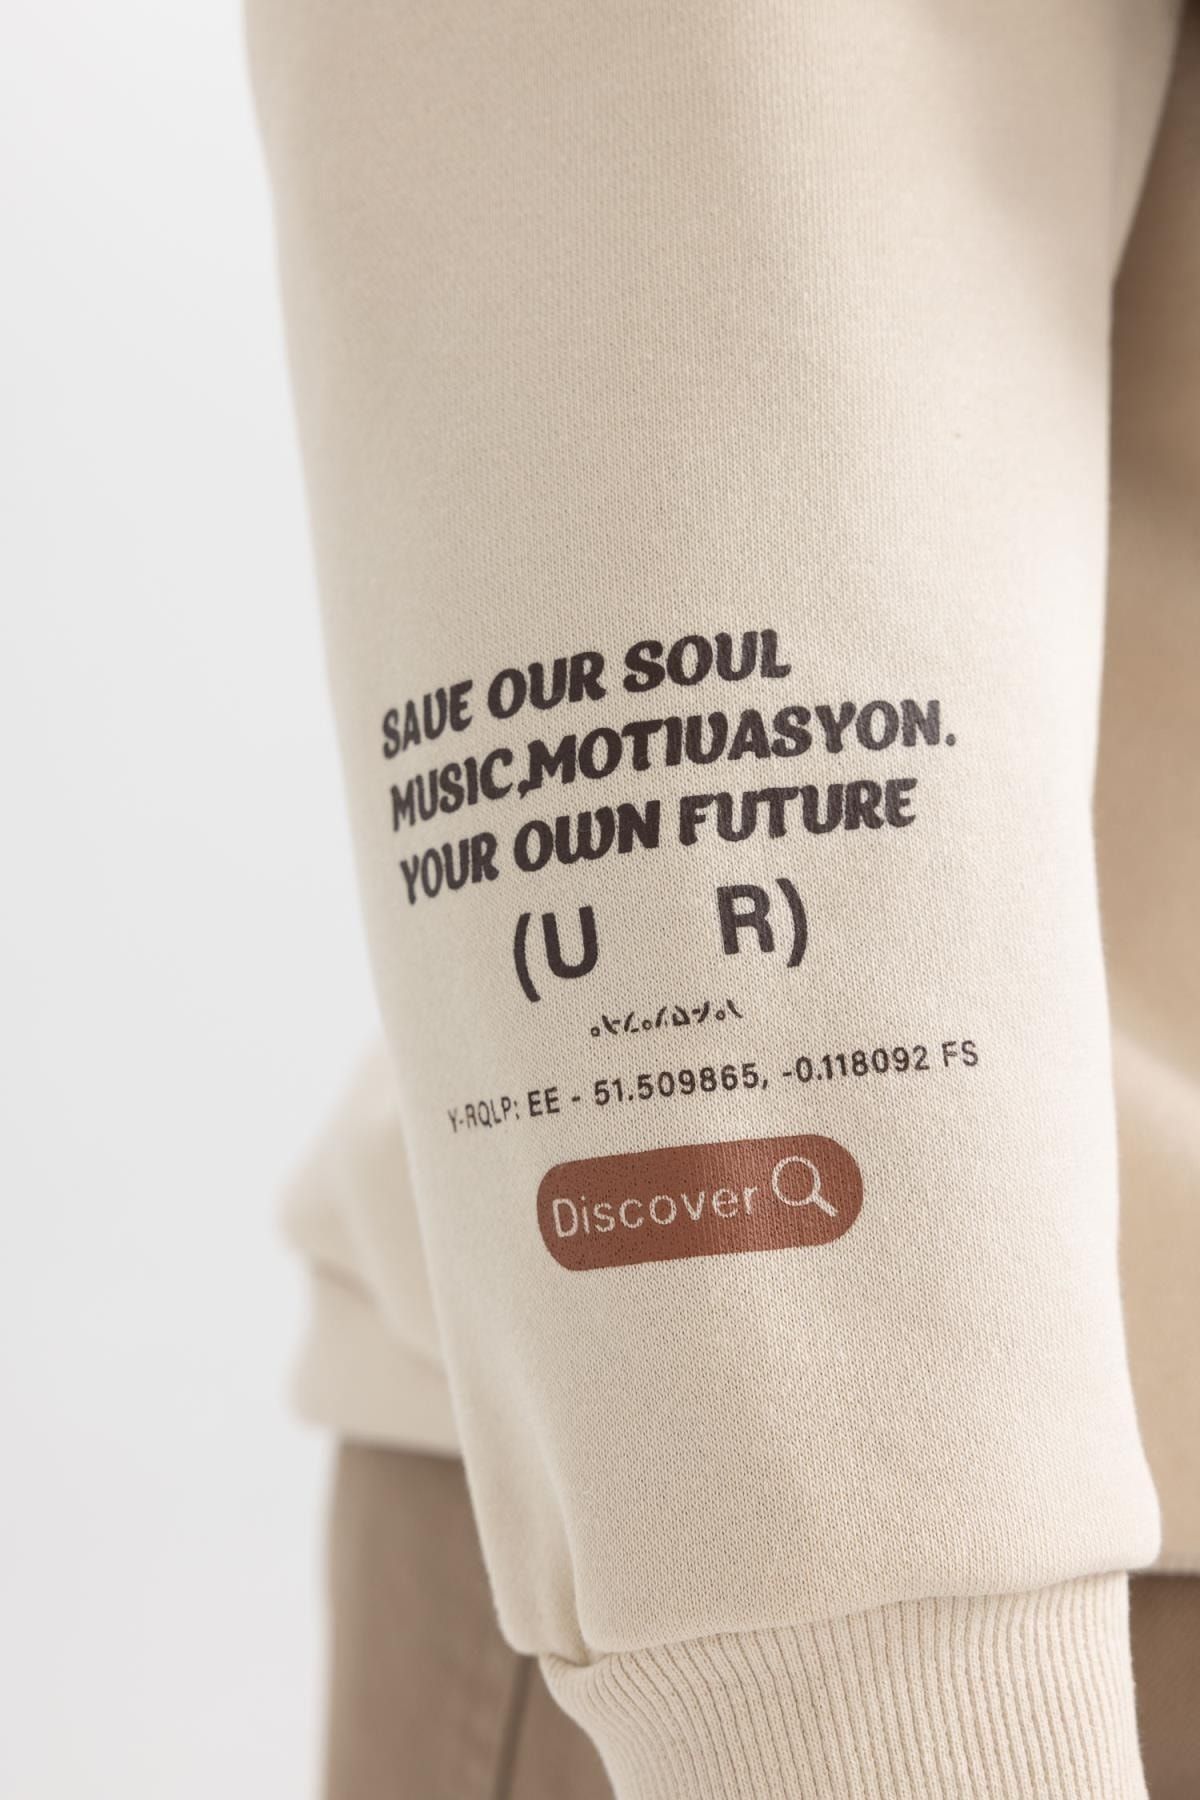 SAVE OUR SOUL
MUSIC,MOTIVASYON.
YOUR OWN FUTURE
(U R)
Y-RQLP: EE - 51.509865, -0.118092 FS
Discover